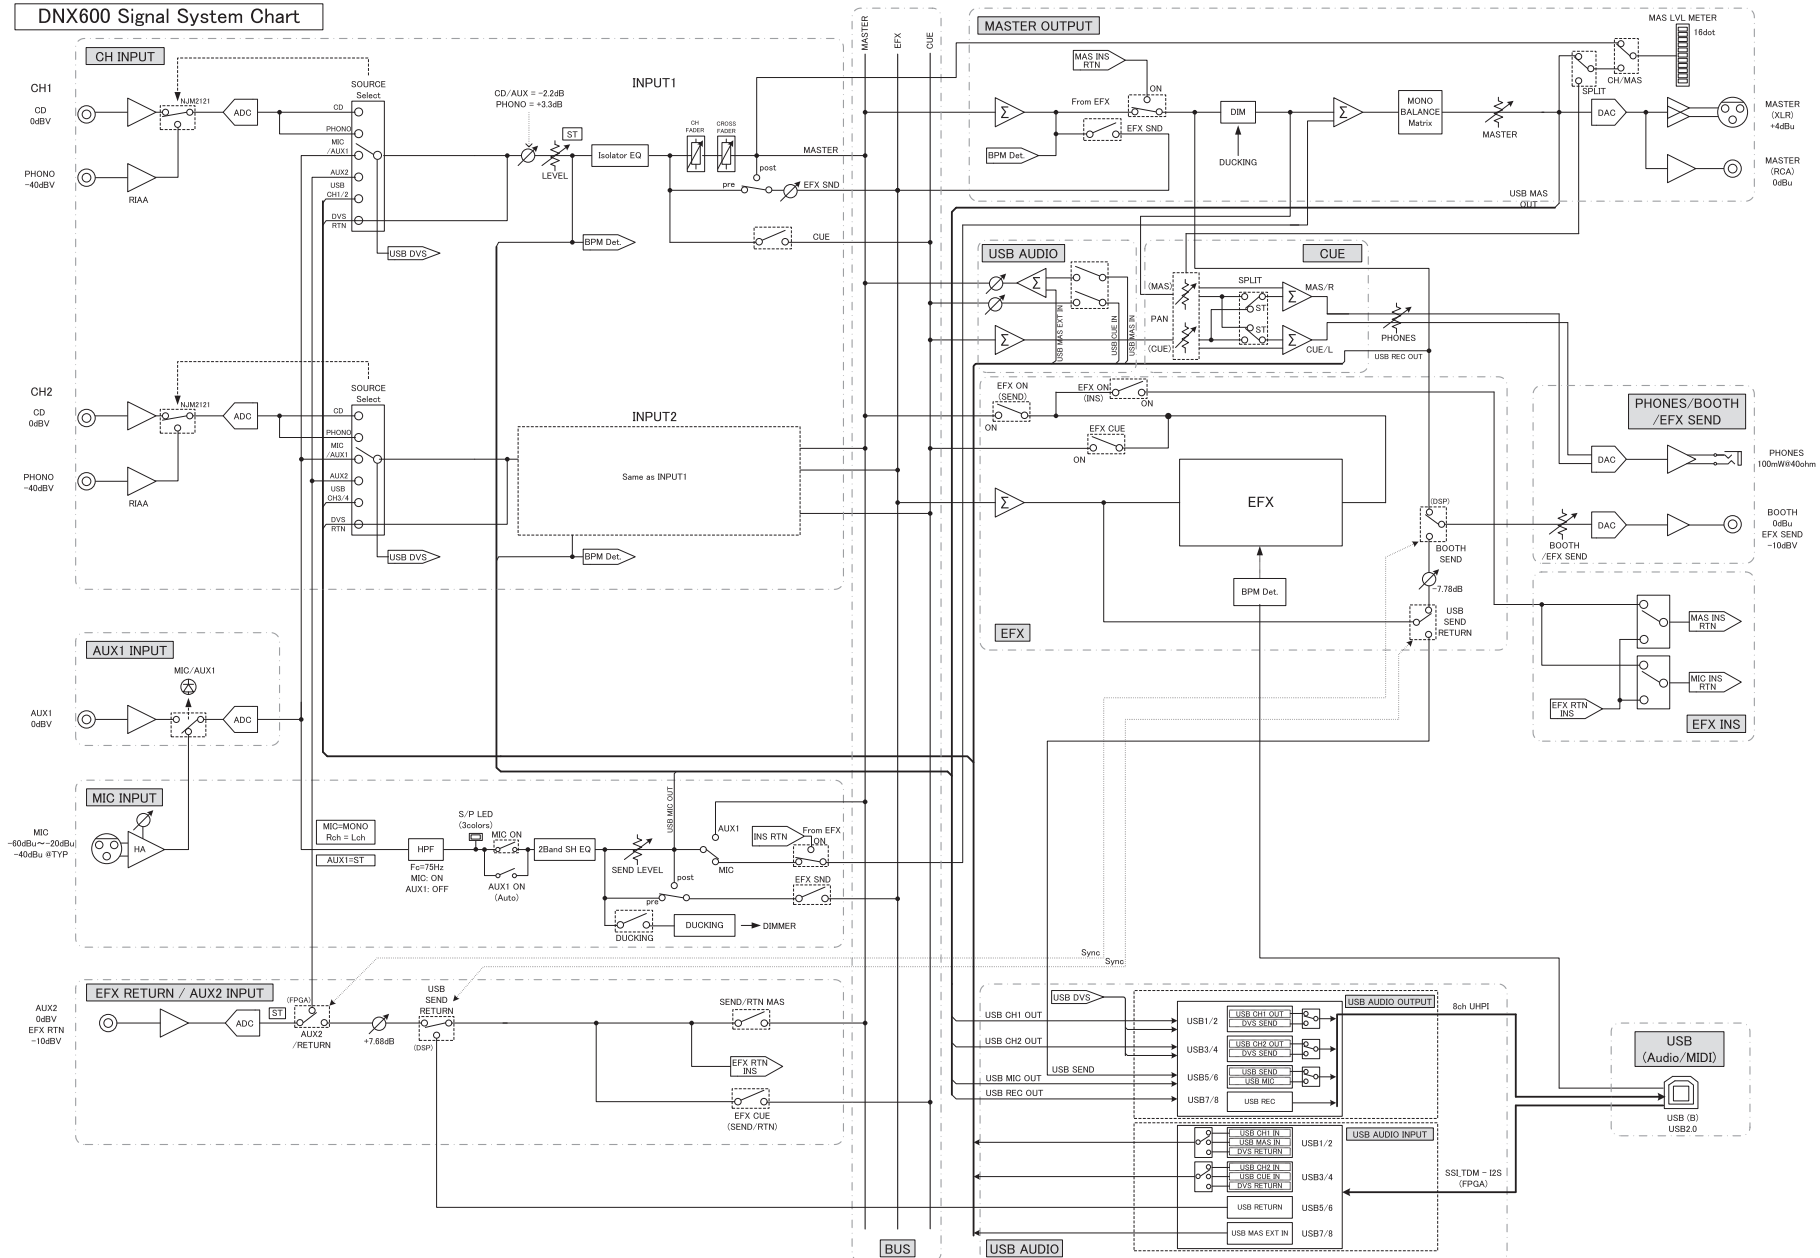 DNX600 Signal System Chart
CH INPUT
CH1
CD
0dBV
NJM2121
ADC
PHONO
-40dBV
RIAA
SOURCE
Select
CD
PHONO
MIC
/AUX1
AUX2
USB
CH1/2
DVS
RTN
USB DVS
CD/AUX = -2.2dB
PHONO = +3.3dB
ST
LEVEL
INPUT1
Isolator EQ
CH
FADER
CROSS
FADER
MASTER
post
pre
EFX SND
BPM Det.
CUE
CH2
CD
0dBV
NJM2121
ADC
PHONO
-40dBV
RIAA
SOURCE
Select
CD
PHONO
MIC
/AUX1
AUX2
USB
CH3/4
DVS
RTN
USB DVS
INPUT2
Same as INPUT1
BPM Det.
AUX1 INPUT
MIC/AUX1
AUX1
0dBV
ADC
MIC INPUT
MIC
-60dBu~-20dBu
-40dBu @TYP
HA
MIC=MONO
Rch = Lch
AUX1=ST
HPF
Fc=75Hz
MIC: ON
AUX1: OFF
S/P LED
(3colors)
MIC ON
AUX1 ON
(Auto)
2Band SH EQ
SEND LEVEL
USB MIC OUT
AUX1
MIC
INS RTN
From EFX
ON
post
pre
EFX SND
DUCKING
DUCKING
DIMMER
EFX RETURN / AUX2 INPUT
AUX2
0dBV
EFX RTN
-10dBV
ADC
ST
(FPGA)
AUX2
/RETURN
+7.68dB
USB
SEND
RETURN
(DSP)
SEND/RTN MAS
EFX RTN
INS
EFX CUE
(SEND/RTN)
Sync
Sync
MASTER
EFX
CUE
BUS
MASTER OUTPUT
MAS INS
RTN
ON
From EFX
EFX SND
BPM Det.
DIM
DUCKING
MONO
BALANCE
Matrix
MASTER
SPLIT
CH/MAS
MAS LVL METER
16dot
DAC
MASTER
(XLR)
+4dBu
MASTER
(RCA)
0dBu
USB MAS
OUT
USB AUDIO
USB MAS EXT IN
USB CUE IN
USB MAS IN
CUE
(MAS)
PAN
(CUE)
SPLIT
ST
ST
MAS/R
CUE/L
PHONES
USB REC OUT
EFX ON
(SEND)
ON
EFX ON
(INS)
ON
EFX CUE
ON
EFX
BPM Det.
EFX
(DSP)
BOOTH
SEND
-7.78dB
USB
SEND
RETURN
PHONES/BOOTH
/EFX SEND
DAC
PHONES
100mW@40ohm
BOOTH
/EFX SEND
DAC
BOOTH
0dBu
EFX SEND
-10dBV
MAS INS
RTN
MIC INS
RTN
EFX RTN
INS
EFX INS
USB DVS
USB CH1 OUT
USB CH2 OUT
USB SEND
USB MIC OUT
USB REC OUT
USB AUDIO OUTPUT
USB1/2
USB CH1 OUT
DVS SEND
USB3/4
USB CH2 OUT
DVS SEND
USB5/6
USB SEND
USB MIC
USB7/8
USB REC
8ch UHPI
USB AUDIO INPUT
USB CH1 IN
USB MAS IN
DVS RETURN
USB1/2
USB CH2 IN
USB CUE IN
DVS RETURN
USB3/4
USB RETURN
USB5/6
USB MAS EXT IN
USB7/8
SSI_TDM - I2S
(FPGA)
USB AUDIO
USB
(Audio/MIDI)
USB (B)
USB2.0